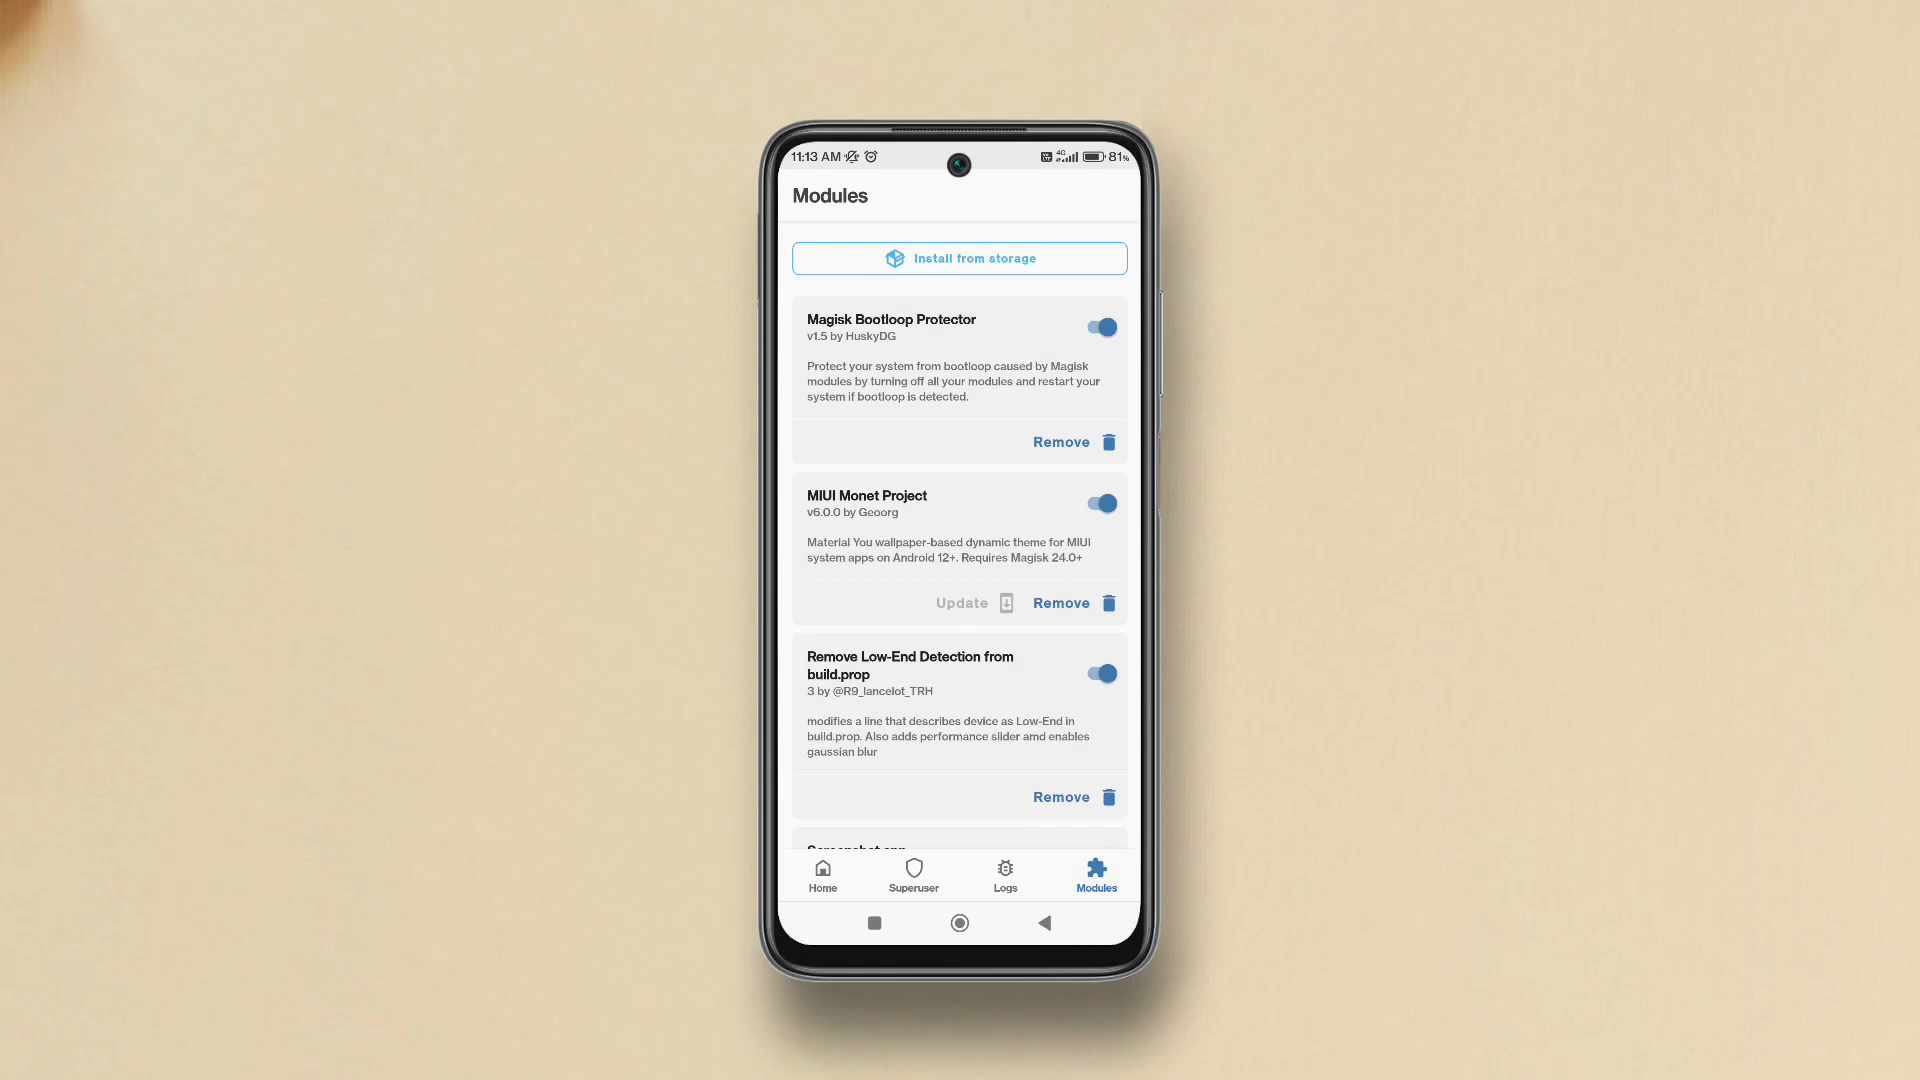 11:13 AM
4G
81%
Modules
Install from storage
Magisk Bootloop Protector
v1.5 by HuskyDG
Protect your system from bootloop caused by Magisk
modules by turning off all your modules and restart your
system if bootloop is detected.
Remove
MIUI Monet Project
v6.0.0 by Geoorg
Material You wallpaper-based dynamic theme for MIUI
system apps on Android 12+. Requires Magisk 24.0+
Update
Remove
Remove Low-End Detection from
build.prop
3 by @R9_lancelot_TRH
modifies a line that describes device as Low-End in
build.prop. Also adds performance slider amd enables
gaussian blur
Remove
Home
Superuser
Logs
Modules